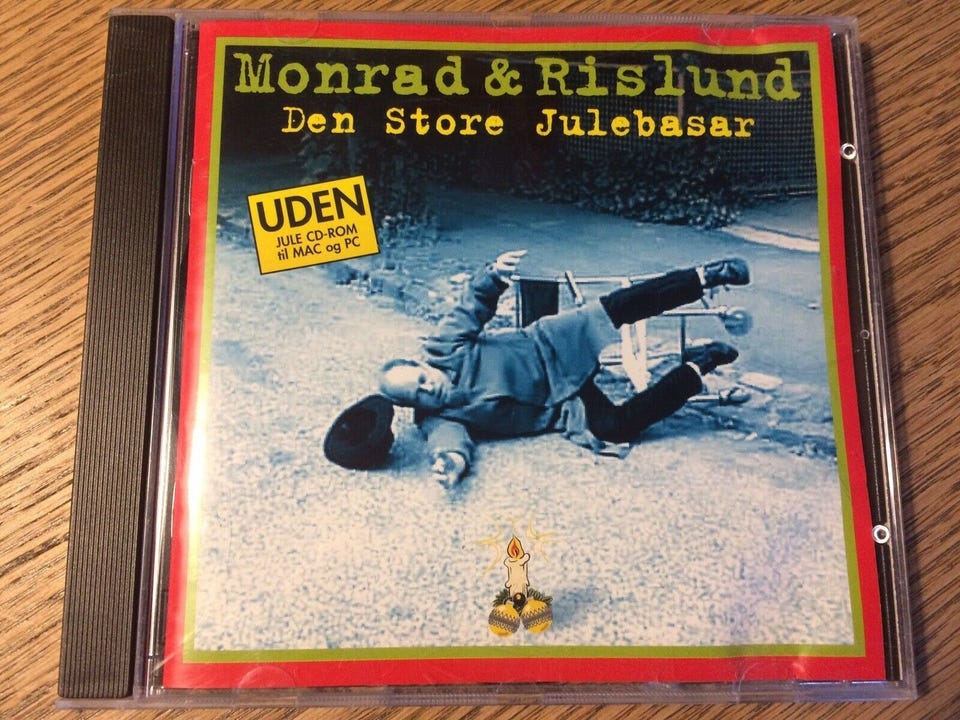 Monrad & Rislund
Den Store Julebasar
UDEN
JULE CD-ROM
til MAC og PC